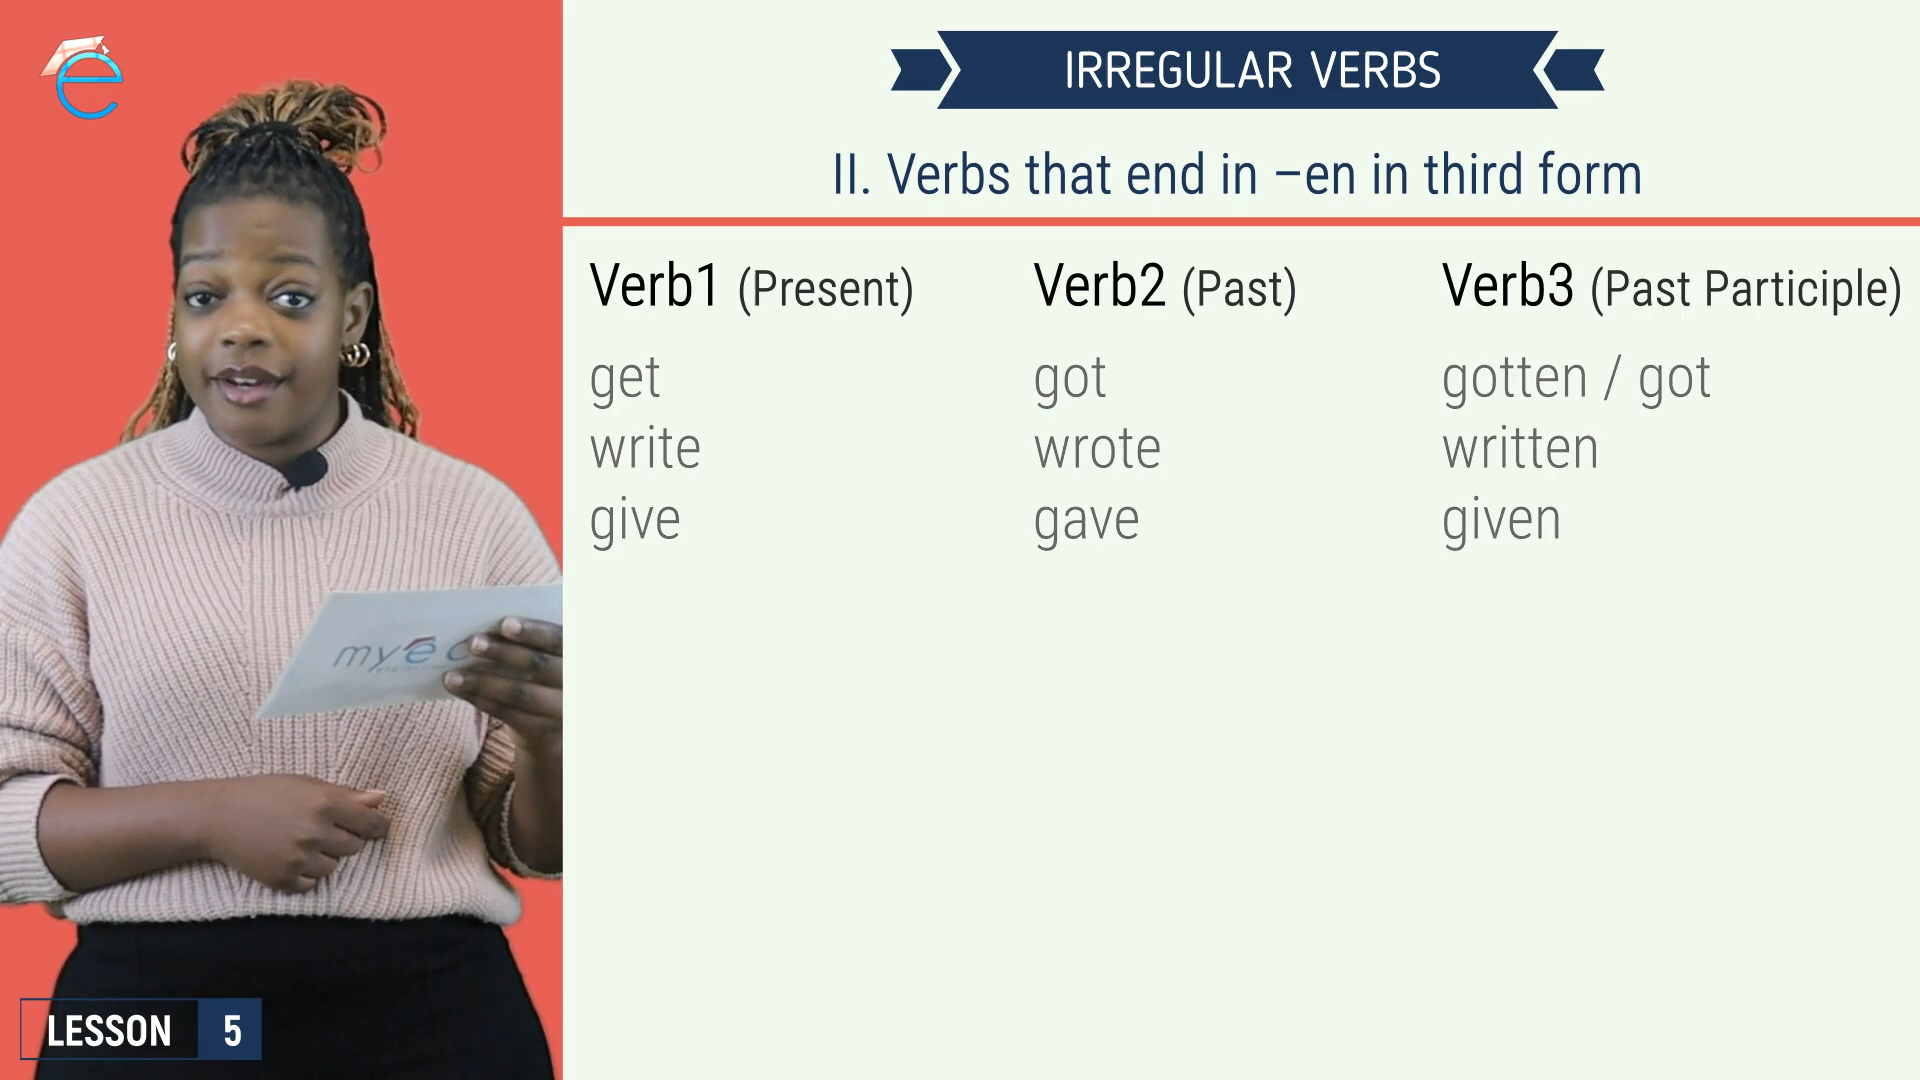 IRREGULAR VERBS
II. Verbs that end in –en in third form
Verb1 (Present) Verb2 (Past) Verb3 (Past Participle)
get got gotten / got
write wrote written
give gave given
my e
LESSON 5